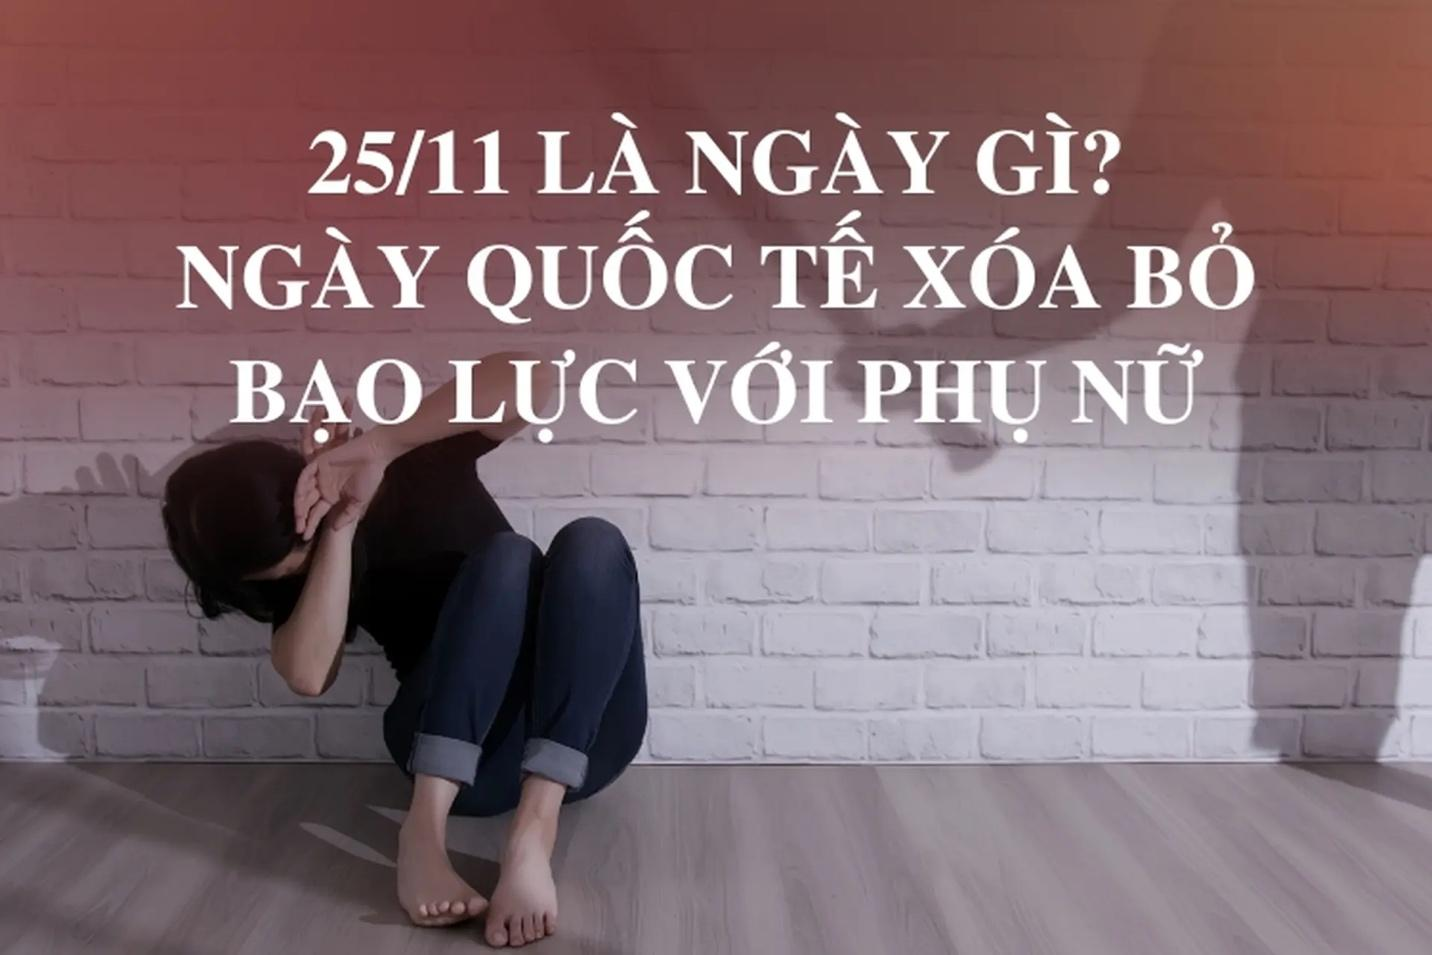 25/11 LÀ NGÀY GÌ?
NGÀY QUỐC TẾ XÓA BỎ
BẠO LỰC VỚI PHỤ NỮ